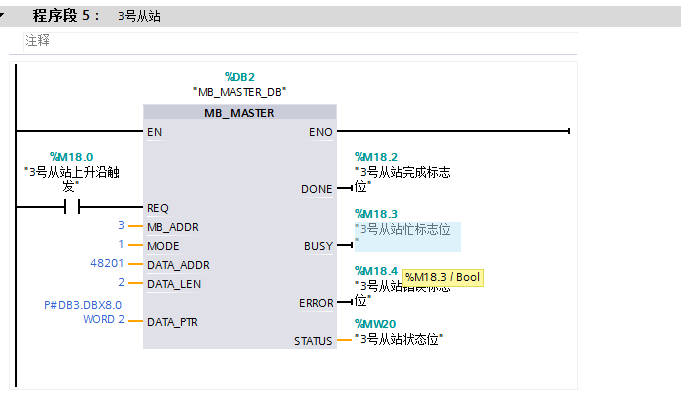 程序段 5： 3号从站
注释
%DB2
"MB_MASTER_DB"
MB_MASTER
EN ENO
%M18.0
"3号从站上升沿触
发"
REQ
%M18.2
"3号从站完成标志
位"
DONE
3 MB_ADDR
%M18.3
"3号从站忙标志位
"
1 MODE
BUSY
48201 DATA_ADDR
2 DATA_LEN
%M18.4
%M18.3 / Bool
"3号从站错误标志
位"
ERROR
P#DB3.DBX8.0
WORD 2 DATA_PTR
%MW20
STATUS "3号从站状态位"